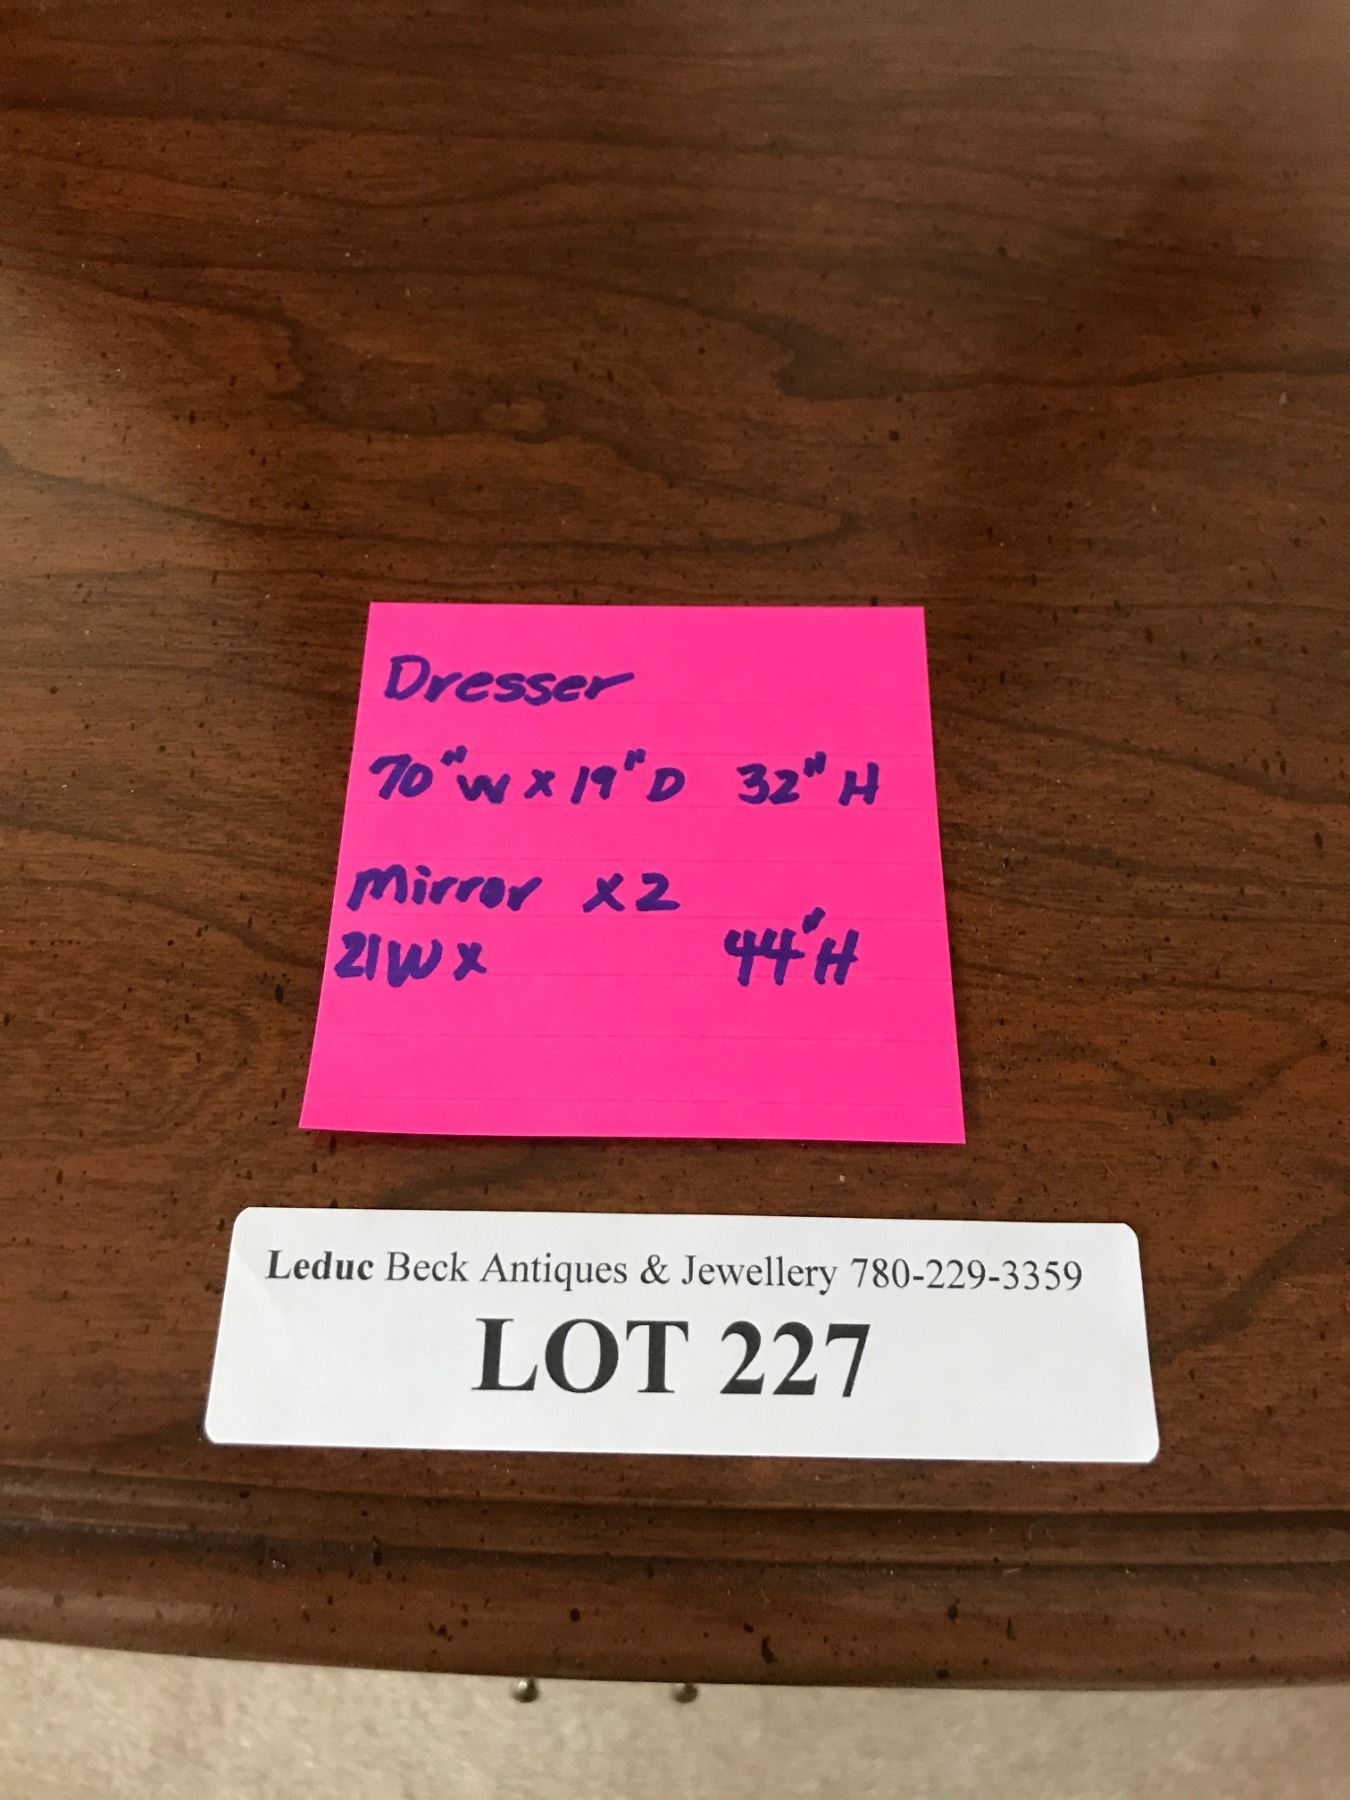 Dresser
70"W x 19"D 32"H
Mirror x2
21W x 44"H
Leduc Beck Antiques & Jewellery 780-229-3359
LOT 227